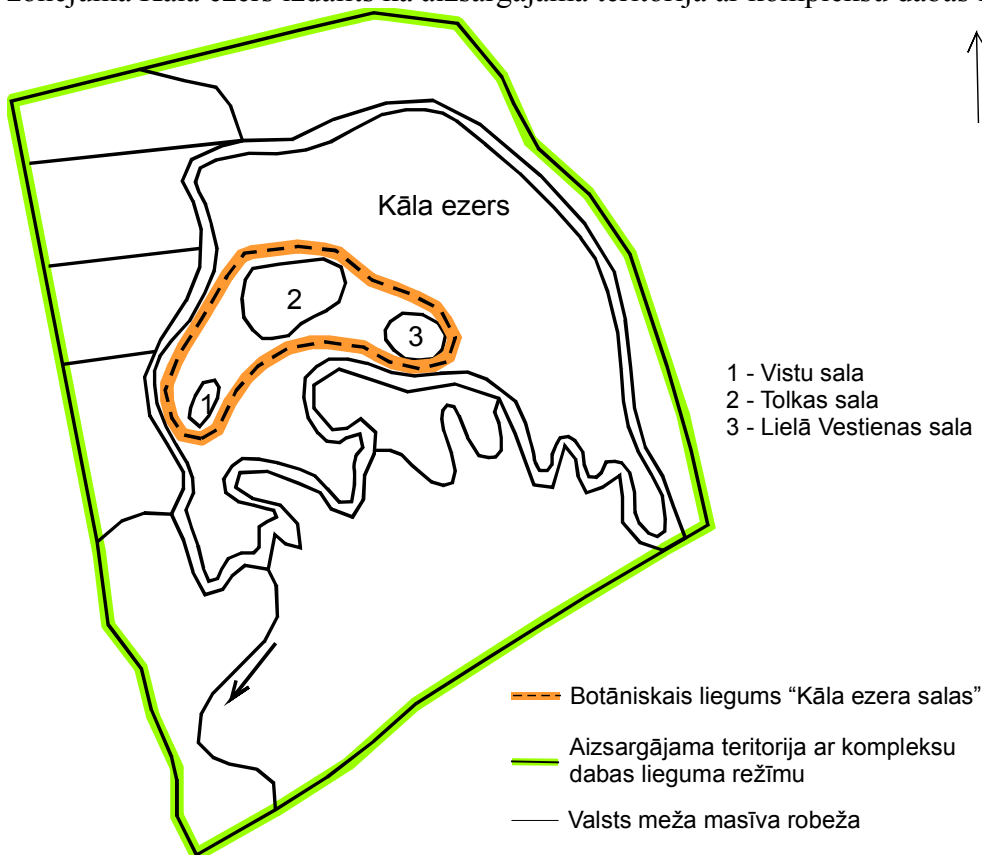 Kāla ezers
2
3
1
1 - Vistu sala
2 - Tolkas sala
3 - Lielā Vestienas sala
Botāniskais liegums “Kāla ezera salas”
Aizsargājama teritorija ar kompleksu
dabas lieguma režīmu
Valsts meža masīva robeža